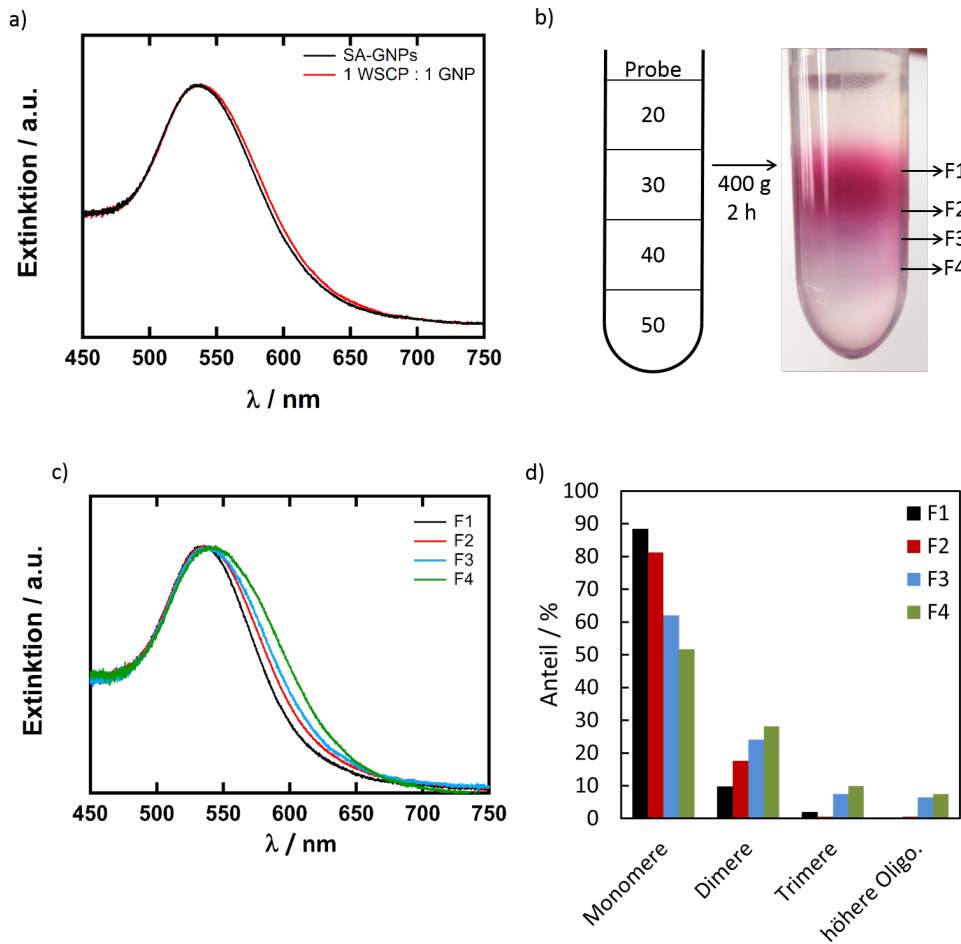 a)
SA-GNPs
1 WSCP : 1 GNP
Extinktion / a.u.
450 500 550 600 650 700 750
λ / nm
b)
Probe
20
30
40
50
400 g
2 h
F1
F2
F3
F4
c)
F1
F2
F3
F4
Extinktion / a.u.
450 500 550 600 650 700 750
λ / nm
d)
100
90
80
70
60
50
40
30
20
10
0
Anteil / %
F1
F2
F3
F4
Monomere
Dimere
Trimere
höhere Oligo.